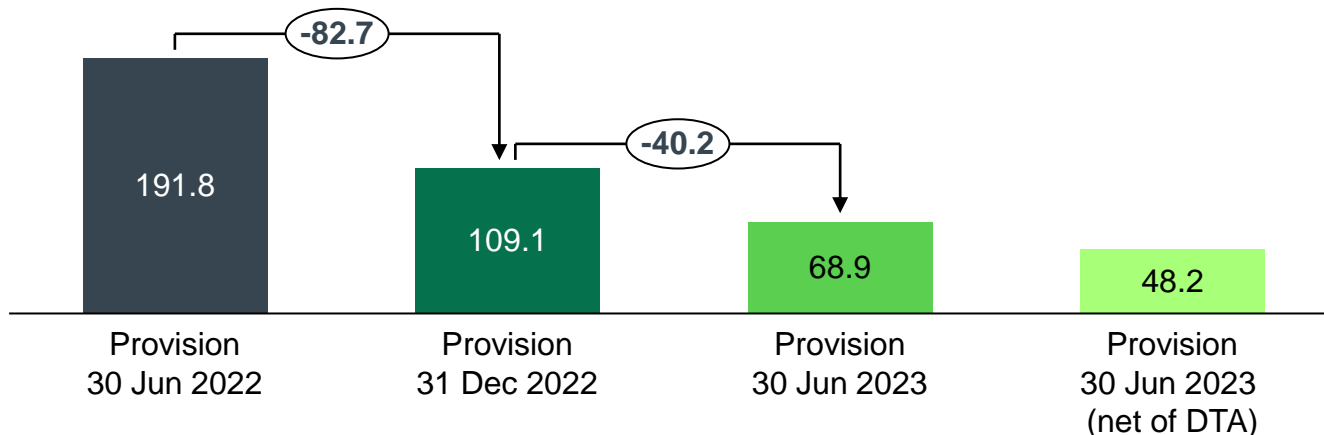 -82.7
-40.2
191.8
109.1
68.9
48.2
Provision
30 Jun 2022
Provision
31 Dec 2022
Provision
30 Jun 2023
Provision
30 Jun 2023
(net of DTA)